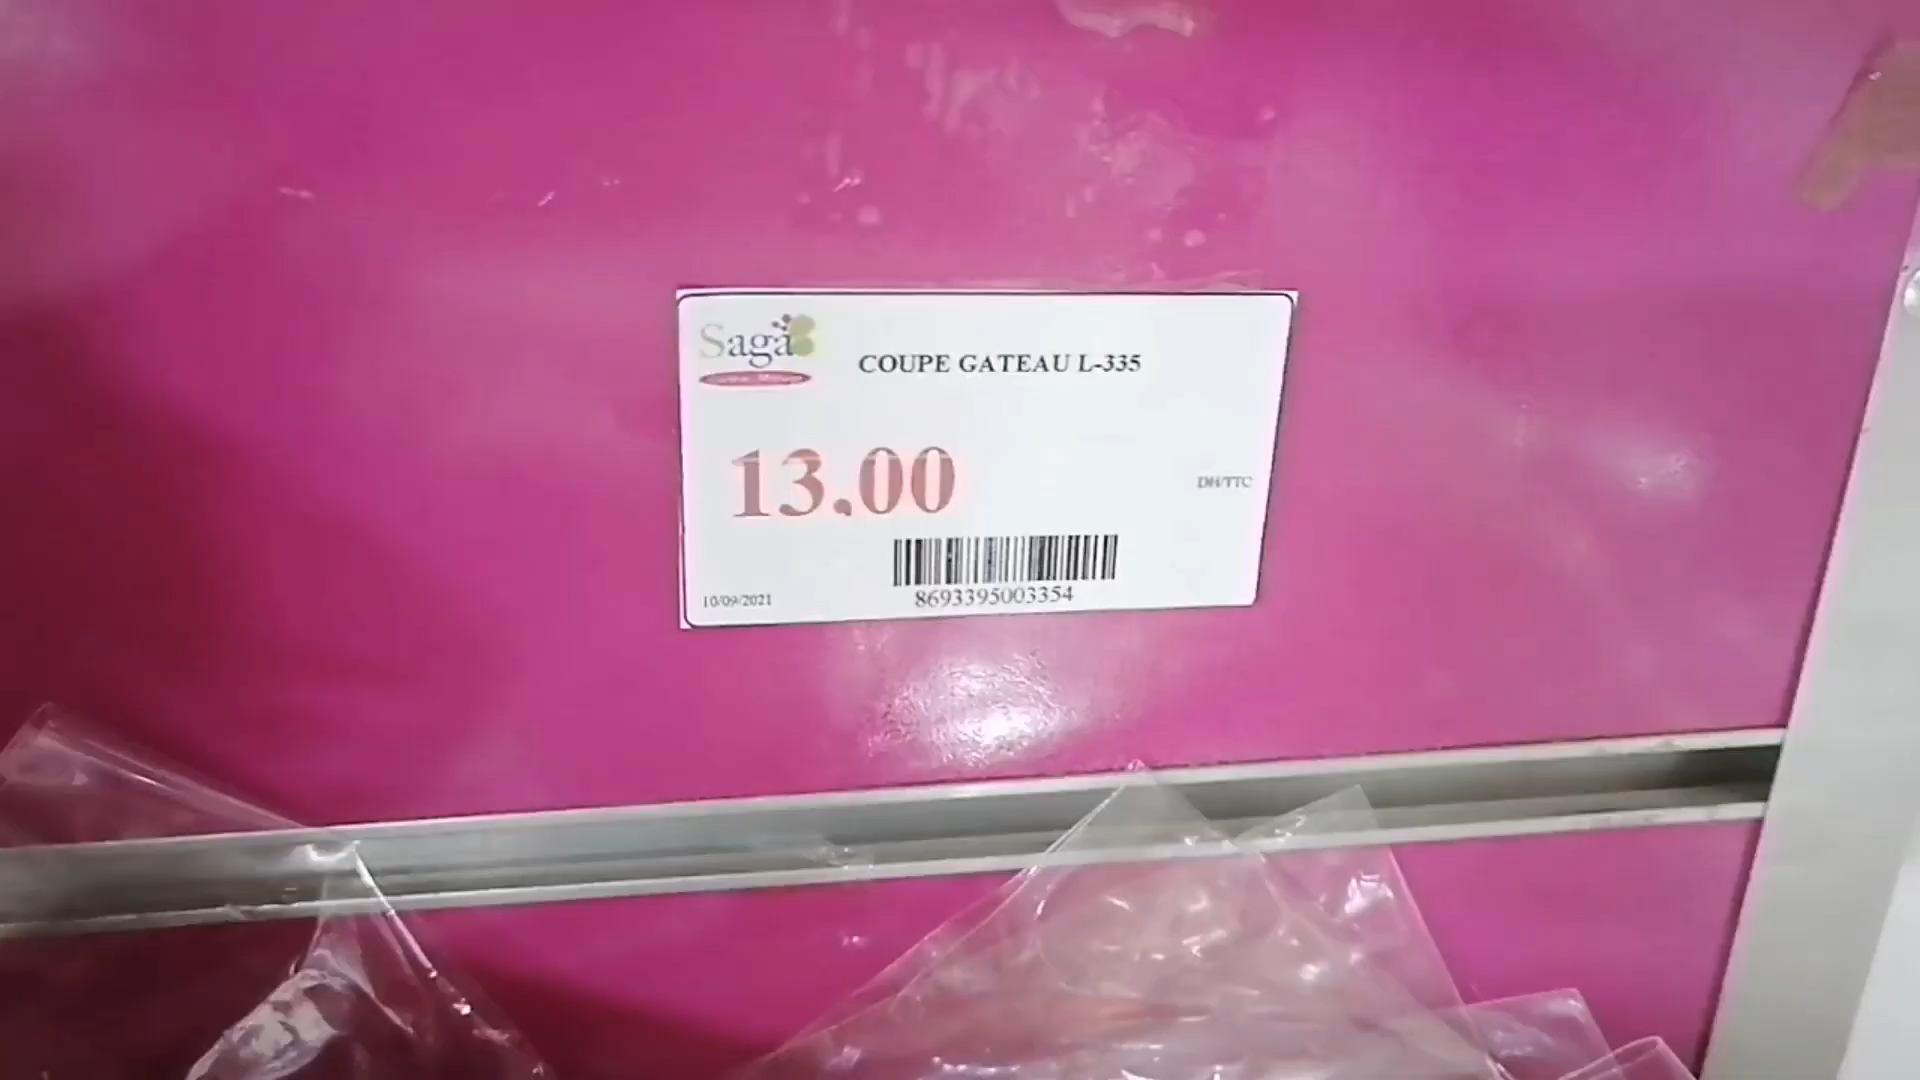 Saga
COUPE GATEAU L-335
13.00
DH/TTC
10/09/2021
8693395003354